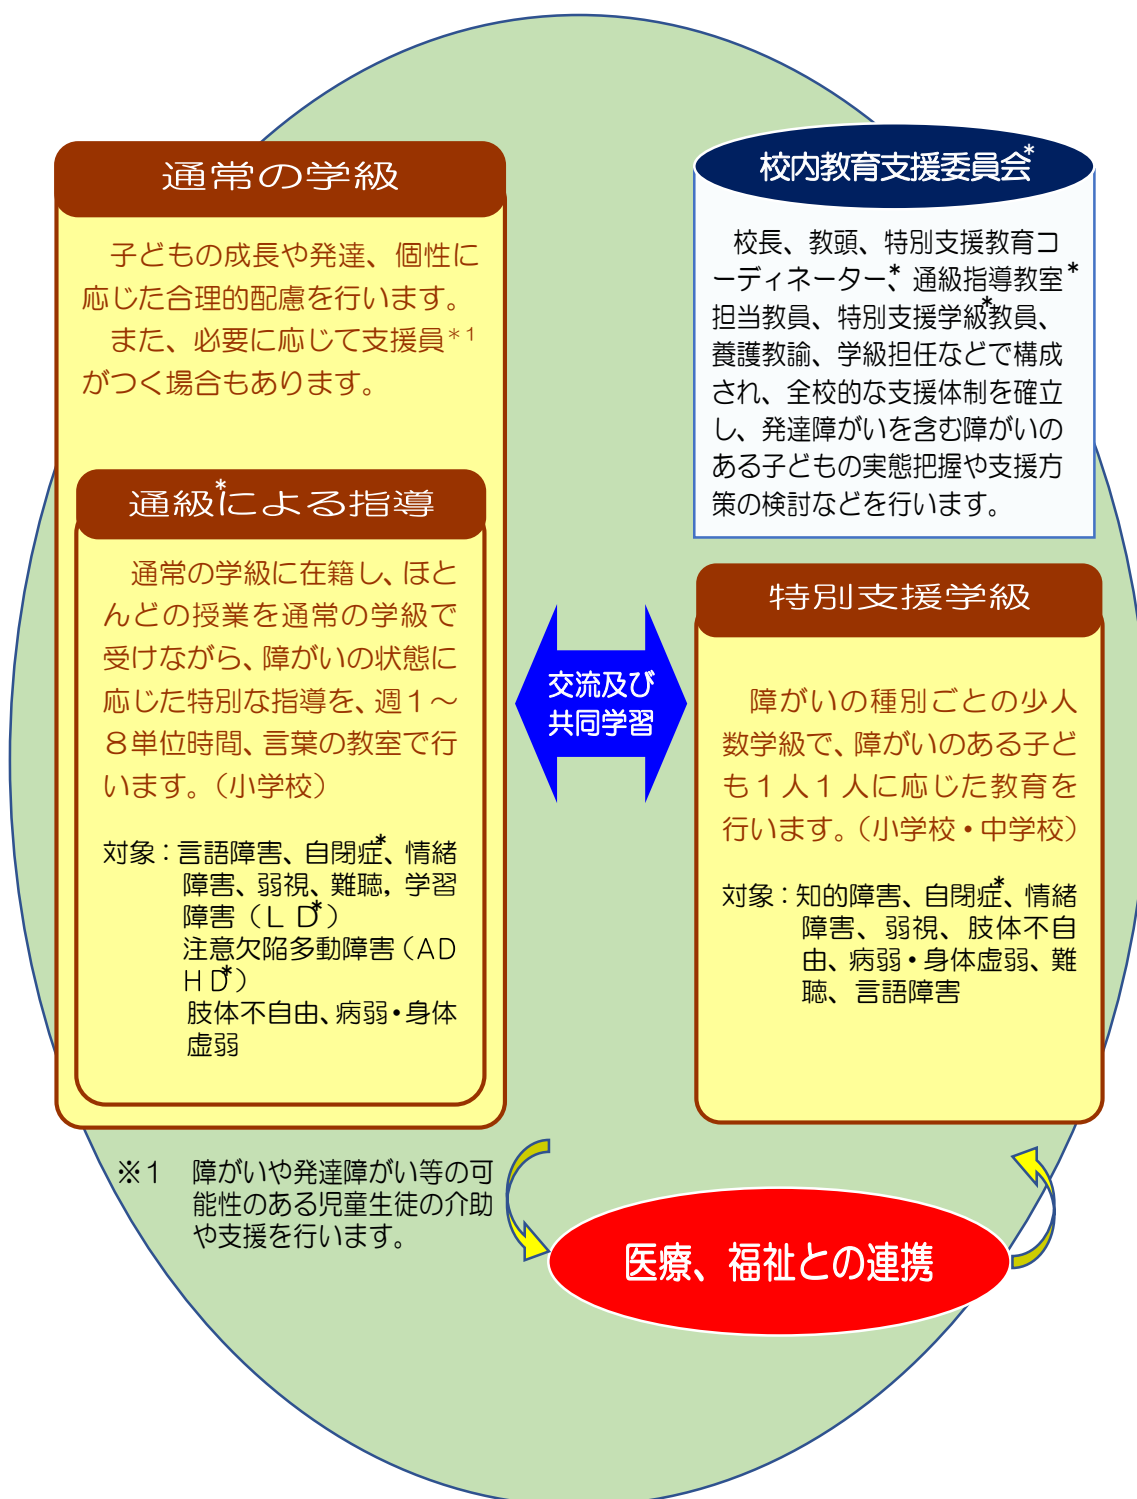 通常の学級
子どもの成長や発達、個性に
応じた合理的配慮を行います。
また、必要に応じて支援員*1
がつく場合もあります。
通級*による指導
通常の学級に在籍し、ほと
んどの授業を通常の学級で
受けながら、障がいの状態に
応じた特別な指導を、週1～
8単位時間、言葉の教室で行
います。（小学校）
対象：言語障害、自閉症*、情緒
障害、弱視、難聴，学習
障害（ＬＤ*）
注意欠陥多動障害（AD
HD*）
肢体不自由、病弱・身体
虚弱
校内教育支援委員会*
校長、教頭、特別支援教育コ
ーディネーター*、通級指導教室*
担当教員、特別支援学級*教員、
養護教諭、学級担任などで構成
され、全校的な支援体制を確立
し、発達障がいを含む障がいの
ある子どもの実態把握や支援方
策の検討などを行います。
交流及び
共同学習
特別支援学級
障がいの種別ごとの少人
数学級で、障がいのある子ど
も１人１人に応じた教育を
行います。（小学校・中学校）
対象：知的障害、自閉症*、情緒
障害、弱視、肢体不自
由、病弱・身体虚弱、難
聴、言語障害
※1　障がいや発達障がい等の可
能性のある児童生徒の介助
や支援を行います。
医療、福祉との連携